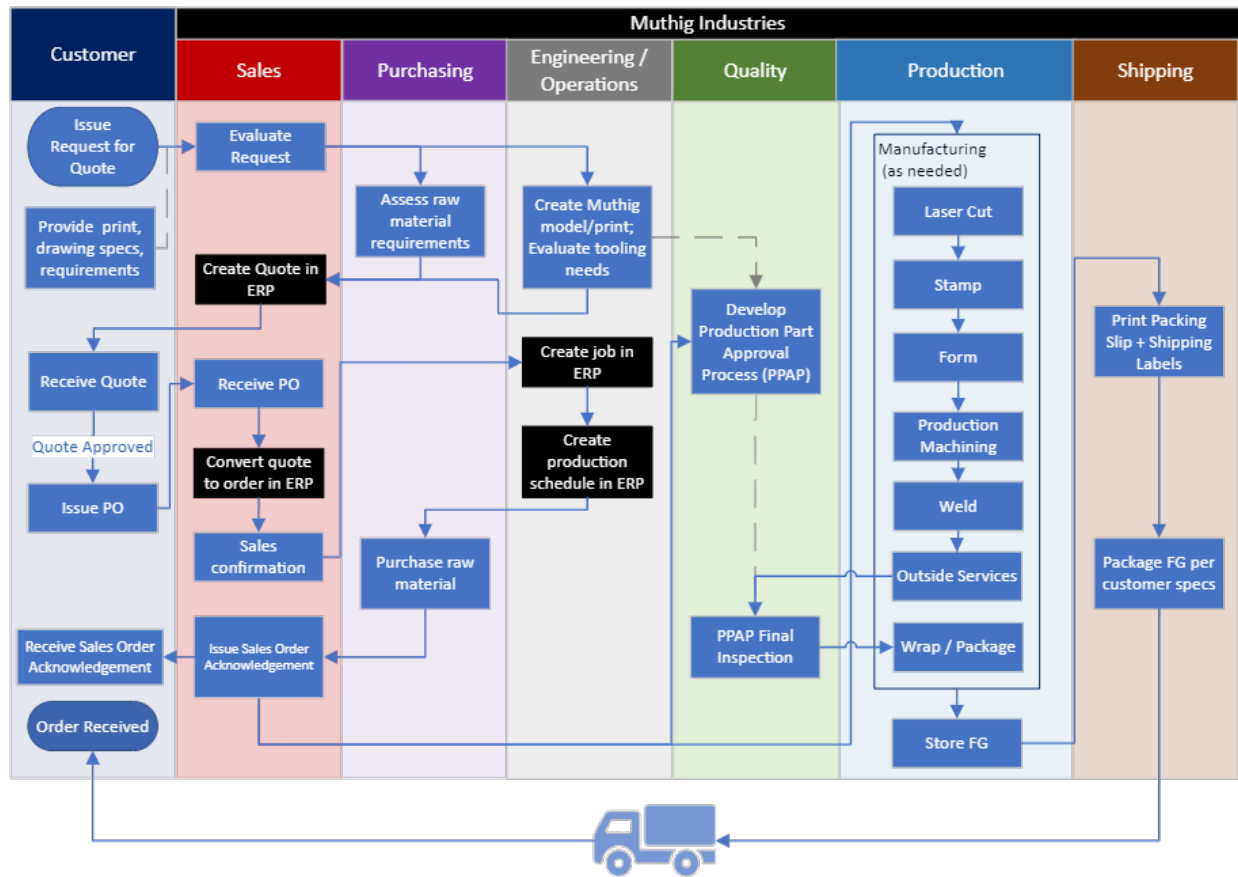 Muthig Industries
Customer
Sales
Purchasing
Engineering /
Operations
Quality
Production
Shipping
Issue
Request for
Quote
Provide print,
drawing specs,
requirements
Receive Quote
Quote Approved
Issue PO
Receive Sales Order
Acknowledgement
Order Received
Evaluate
Request
Create Quote in
ERP
Receive PO
Convert quote
to order in ERP
Sales
confirmation
Issue Sales Order
Acknowledgement
Assess raw
material
requirements
Purchase raw
material
Create Muthig
model/print;
Evaluate tooling
needs
Create job in
ERP
Create
production
schedule in ERP
Develop
Production Part
Approval
Process (PPAP)
PPAP Final
Inspection
Manufacturing
(as needed)
Laser Cut
Stamp
Form
Production
Machining
Weld
Outside Services
Wrap / Package
Store FG
Print Packing
Slip + Shipping
Labels
Package FG per
customer specs